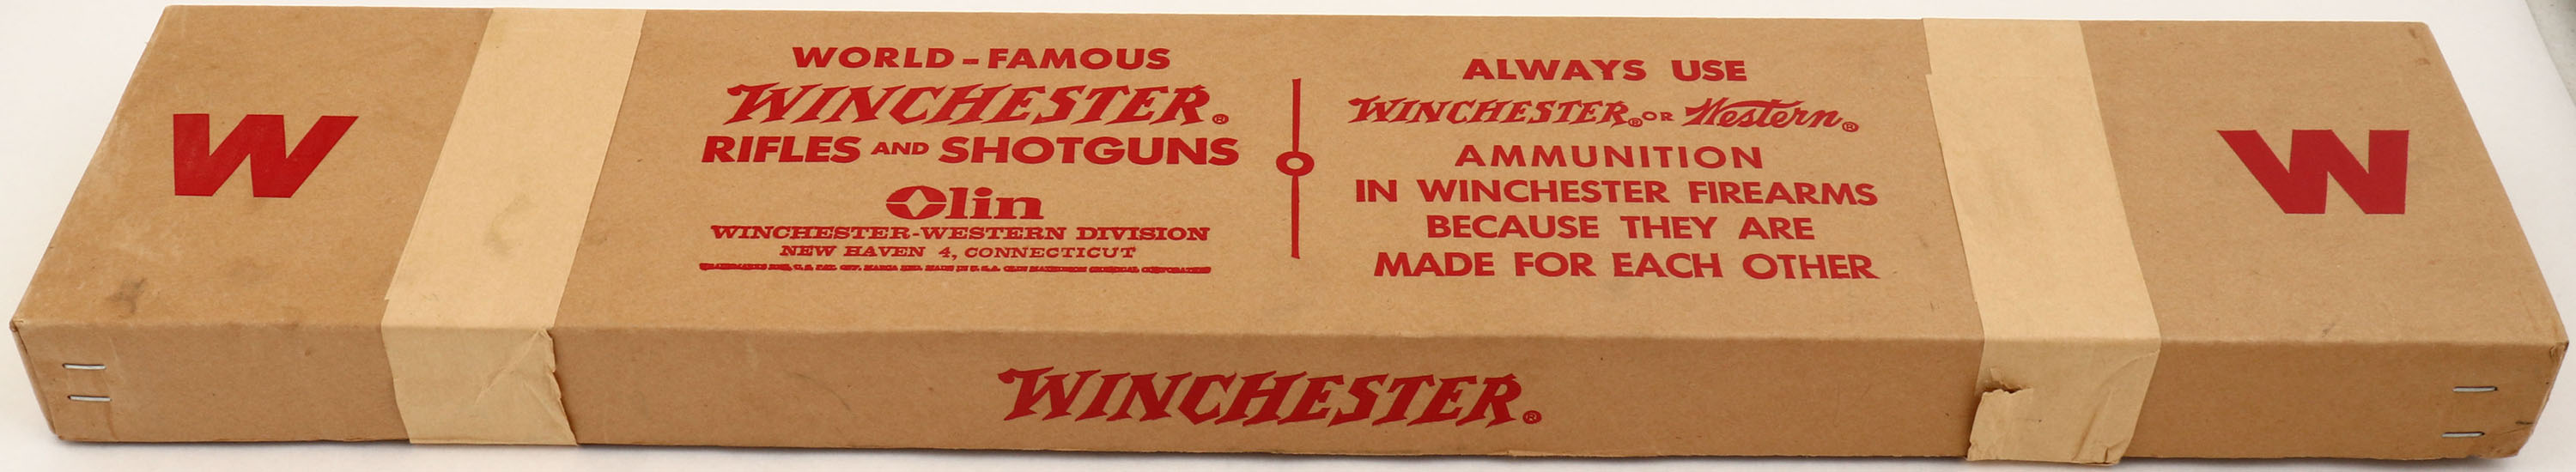 W
WORLD-FAMOUS
WINCHESTER®
RIFLES AND SHOTGUNS
Olin
WINCHESTER-WESTERN DIVISION
NEW HAVEN 4, CONNECTICUT
ALWAYS USE
WINCHESTER® OR Western®
AMMUNITION
IN WINCHESTER FIREARMS
BECAUSE THEY ARE
MADE FOR EACH OTHER
W
WINCHESTER®